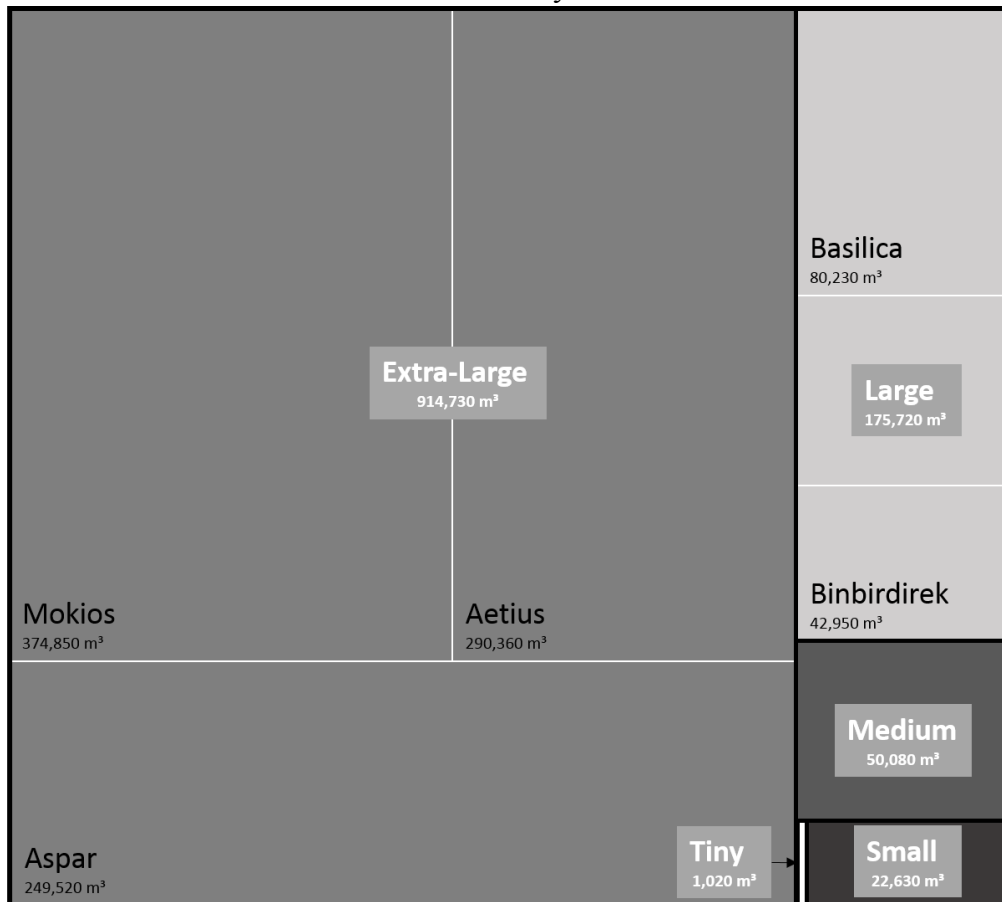 Basilica
80,230 m³
Extra-Large
914,730 m³
Large
175,720 m³
Mokios
374,850 m³
Aetius
290,360 m³
Binbirdirek
42,950 m³
Medium
50,080 m³
Aspar
249,520 m³
Tiny
1,020 m³
Small
22,630 m³